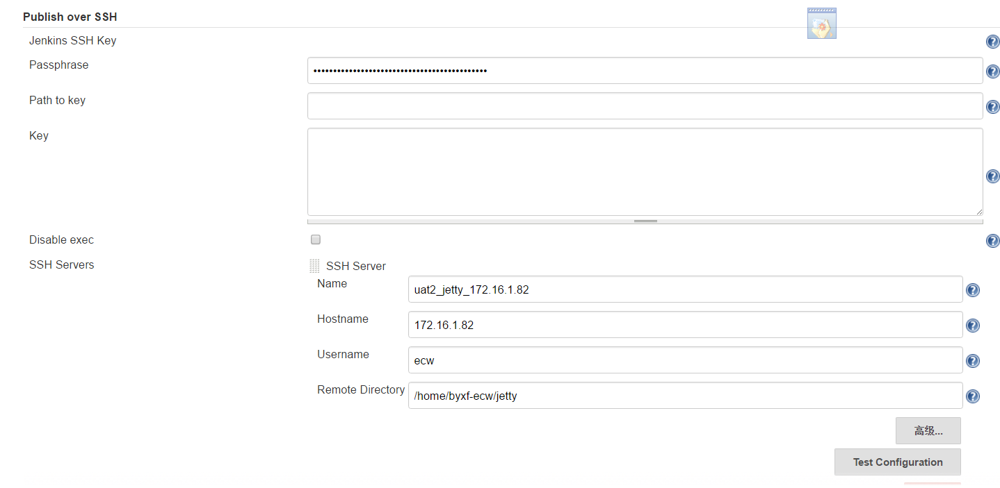 Publish over SSH
Jenkins SSH Key
Passphrase
Path to key
Key
Disable exec
SSH Servers
SSH Server
Name
uat2_jetty_172.16.1.82
Hostname
172.16.1.82
Username
ecw
Remote Directory
/home/byxf-ecw/jetty
高级...
Test Configuration